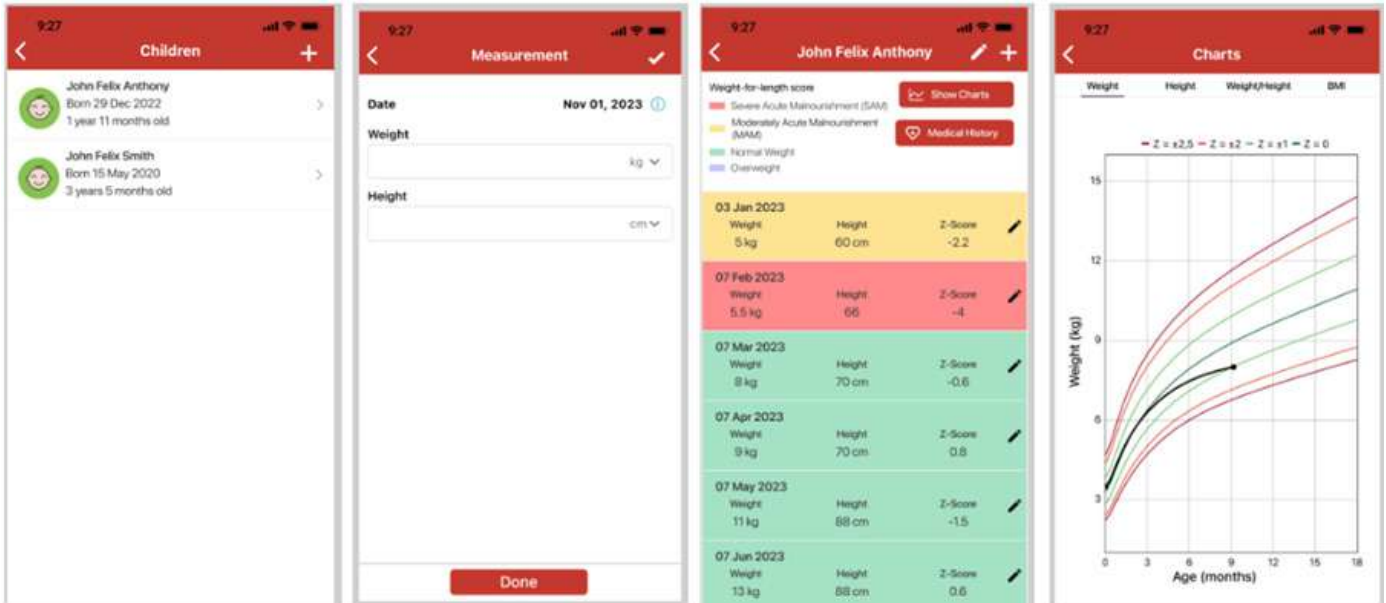 9:27
Children
John Felix Anthony
Born 29 Dec 2022
1 year 11 months old
John Felix Smith
Born 15 May 2020
3 years 5 months old
9:27
Measurement
Date Nov 01, 2023
Weight
kg
Height
cm
Done
9:27
John Felix Anthony
Weight-for-length score
Show Charts
Severe Acute Malnourishment (SAM)
Moderately Acute Malnourishment
(MAM)
Medical History
Normal Weight
Overweight
03 Jan 2023
Weight Height Z-Score
5 kg 60 cm -2.2
07 Feb 2023
Weight Height Z-Score
5.5 kg 66 -4
07 Mar 2023
Weight Height Z-Score
8 kg 70 cm -0.6
07 Apr 2023
Weight Height Z-Score
9 kg 70 cm 0.8
07 May 2023
Weight Height Z-Score
11 kg 88 cm -1.5
07 Jun 2023
Weight Height Z-Score
13 kg 88 cm 0.6
9:27
Charts
Weight Height Weight/Height BMI
Z = ±2,5 Z = ±2 Z = ±1 Z = 0
15
12
9
6
3
Weight (kg)
0 3 6 9 12 15 18
Age (months)